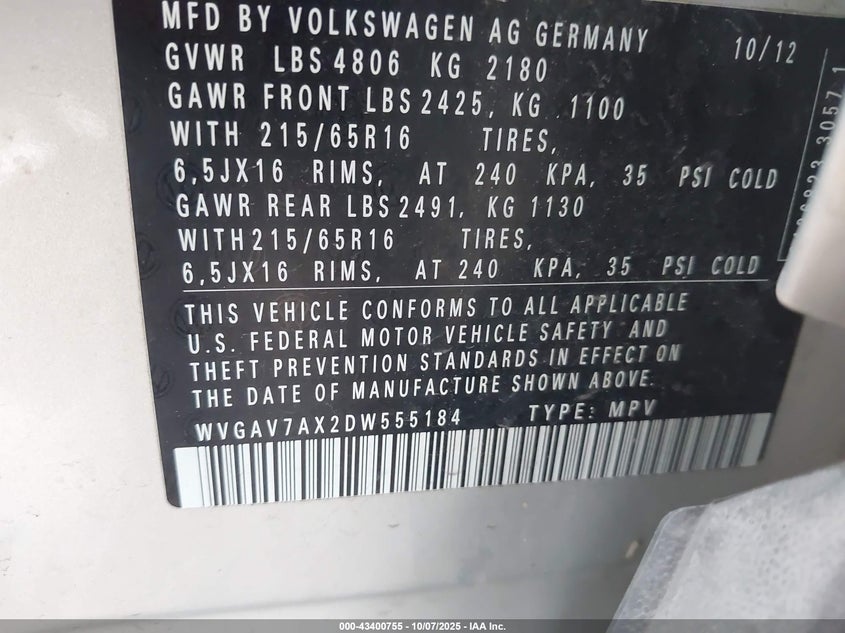 MFD BY VOLKSWAGEN AG GERMANY 10/12
GVWR LBS 4806 KG 2180
GAWR FRONT LBS 2425, KG 1100
WITH 215/65R16 TIRES,
6,5JX16 RIMS, AT 240 KPA, 35 PSI COLD
GAWR REAR LBS 2491, KG 1130
WITH 215/65R16 TIRES,
6,5JX16 RIMS, AT 240 KPA, 35 PSI COLD
THIS VEHICLE CONFORMS TO ALL APPLICABLE
U.S. FEDERAL MOTOR VEHICLE SAFETY AND
THEFT PREVENTION STANDARDS IN EFFECT ON
THE DATE OF MANUFACTURE SHOWN ABOVE.
WVGAV7AX2DW555184 TYPE: MPV
000-43400755 - 10/07/2025 - IAA Inc.